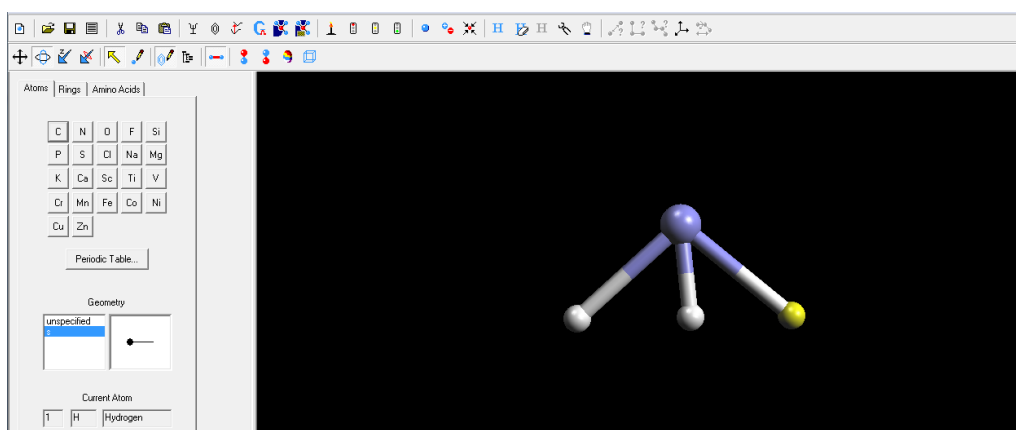 H H
Atoms Rings Amino Acids
C N O F Si
P S Cl Na Mg
K Ca Sc Ti V
Cr Mn Fe Co Ni
Cu Zn
Periodic Table...
Geometry
unspecified
s
Current Atom
1 H Hydrogen